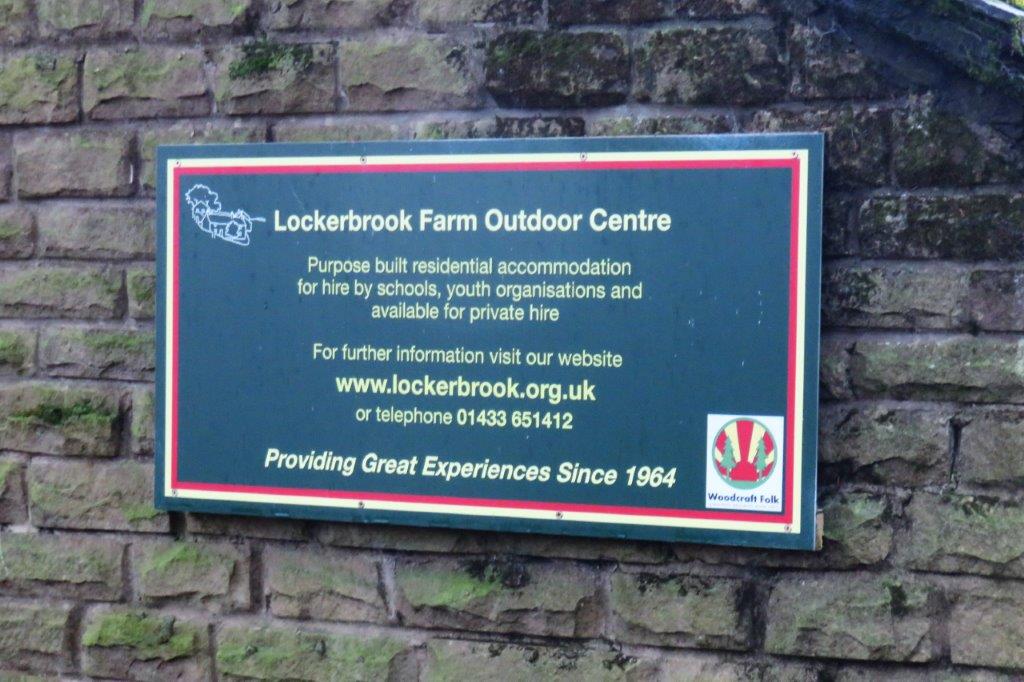 Lockerbrook Farm Outdoor Centre
Purpose built residential accommodation
for hire by schools, youth organisations and
available for private hire
For further information visit our website
www.lockerbrook.org.uk
or telephone 01433 651412
Providing Great Experiences Since 1964
Woodcraft Folk